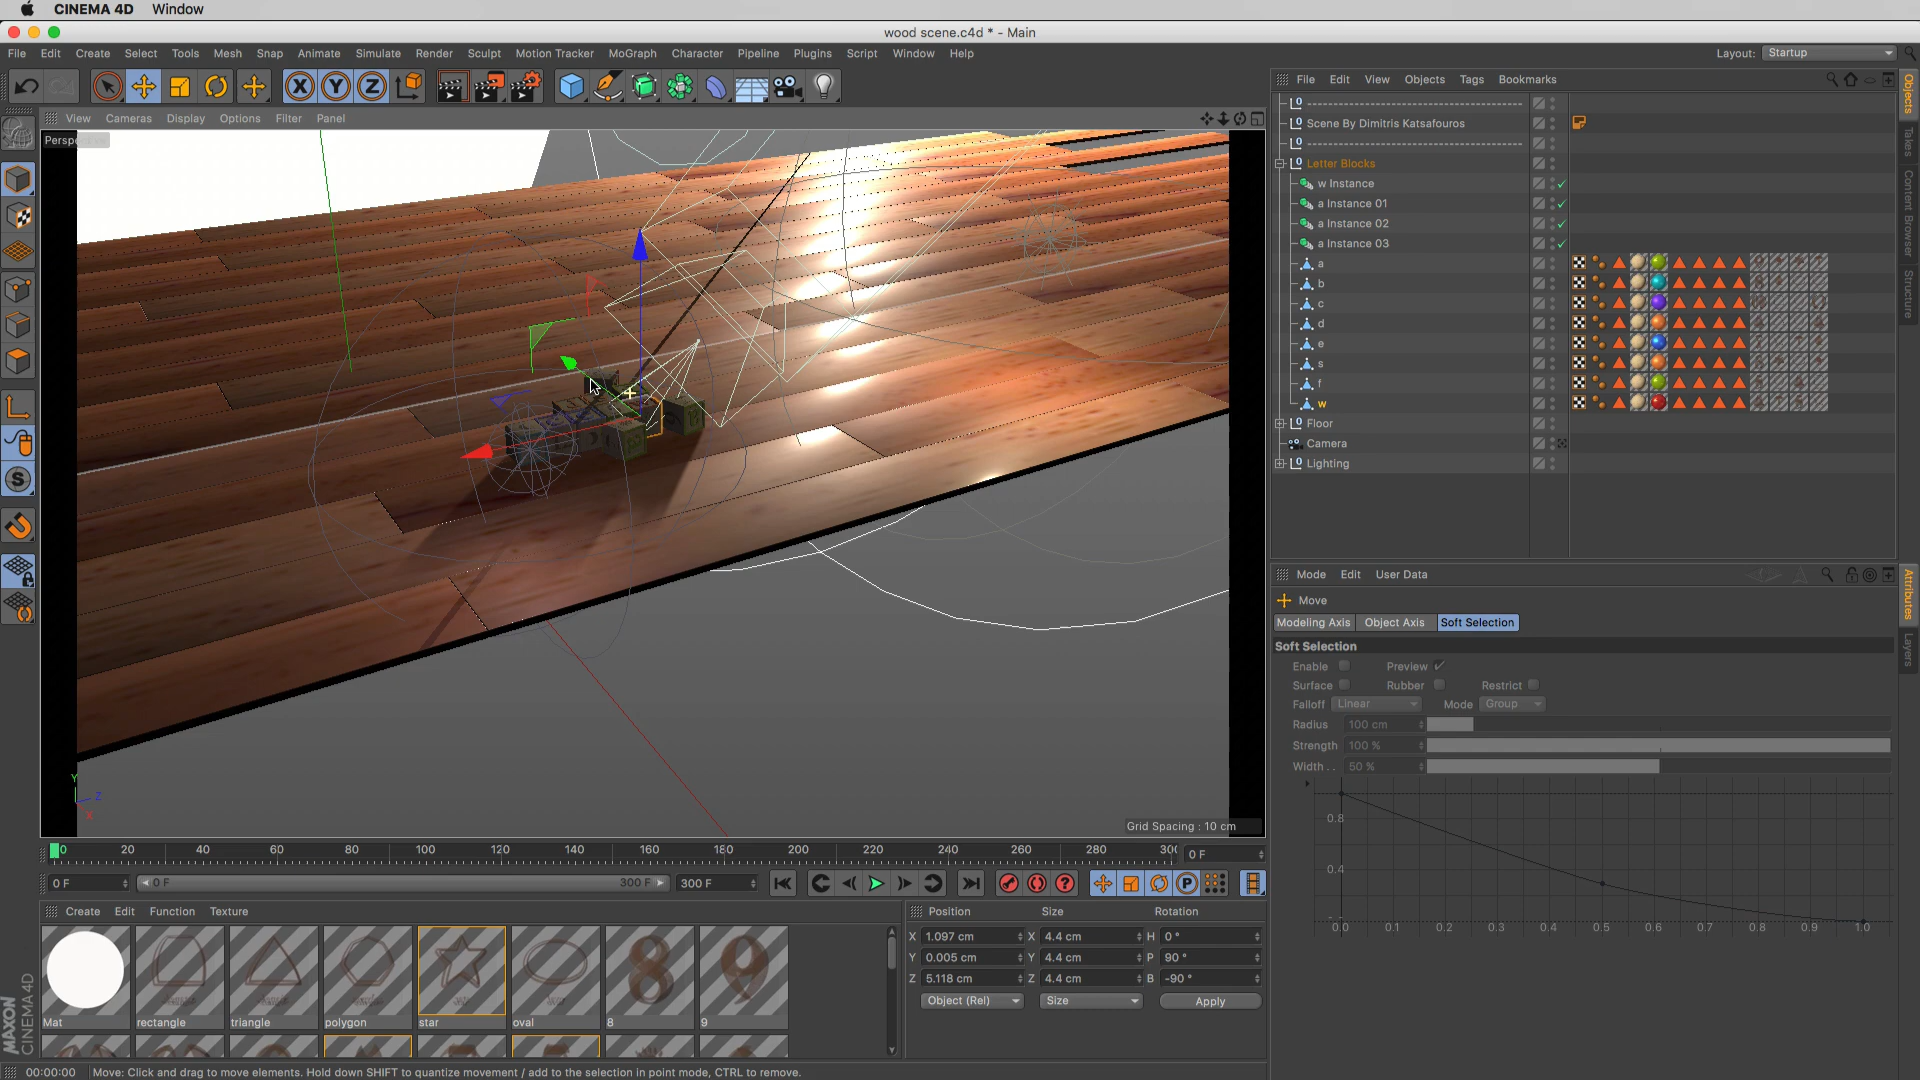 CINEMA 4D Window
wood scene.c4d * - Main
File Edit Create Select Tools Mesh Snap Animate Simulate Render Sculpt Motion Tracker MoGraph Character Pipeline Plugins Script Window Help
Layout: Startup
File Edit View Objects Tags Bookmarks
View Cameras Display Options Filter Panel
Scene By Dimitris Katsafouros
Letter Blocks
w Instance
a Instance 01
a Instance 02
a Instance 03
a
b
c
d
e
s
f
w
Floor
Camera
Lighting
Objects
Takes
Content Browser
Structure
Mode Edit User Data
Move
Modeling Axis Object Axis Soft Selection
Soft Selection
Enable Preview
Surface Rubber Restrict
Falloff Linear Mode Group
Radius 100 cm
Strength 100 %
Width . . 50 %
0.8
0.4
0.0 0.1 0.2 0.3 0.4 0.5 0.6 0.7 0.8 0.9 1.0
Attributes
Layers
Y
Z
X
Grid Spacing : 10 cm
0 20 40 60 80 100 120 140 160 180 200 220 240 260 280 0 F
0 F 0 F 300 F 300 F
Create Edit Function Texture
Mat rectangle triangle polygon star oval 8 9
Position Size Rotation
X 1.097 cm X 4.4 cm H 0 °
Y 0.005 cm Y 4.4 cm P 90 °
Z 5.118 cm Z 4.4 cm B -90 °
Object (Rel) Size Apply
MAXON
CINEMA 4D
00:00:00 Move: Click and drag to move elements. Hold down SHIFT to quantize movement / add to the selection in point mode, CTRL to remove.